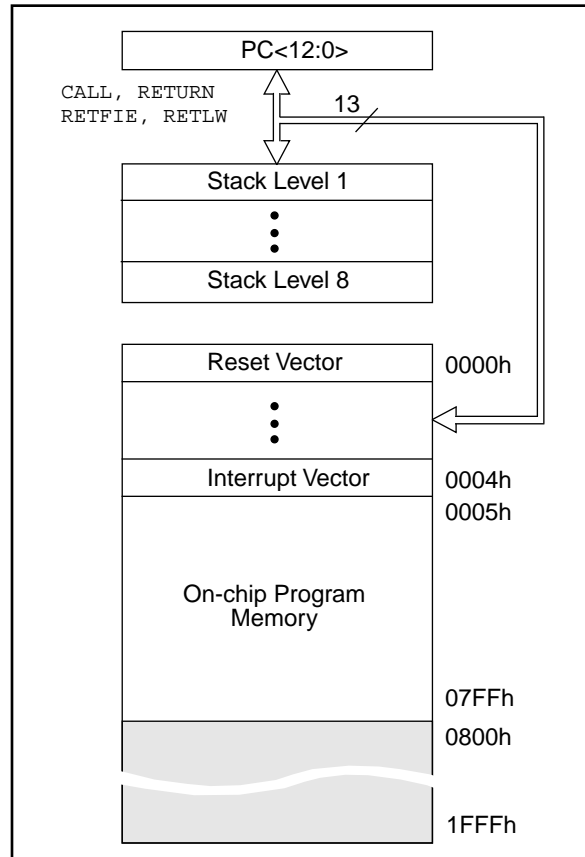 PC<12:0>
CALL, RETURN
RETFIE, RETLW
13
Stack Level 1
Stack Level 8
Reset Vector
0000h
Interrupt Vector
0004h
0005h
On-chip Program
Memory
07FFh
0800h
1FFFh